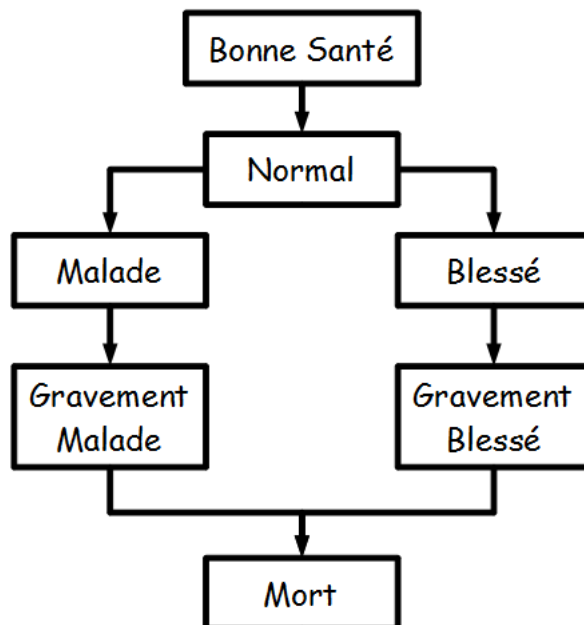 Bonne Santé
Normal
Malade
Blessé
Gravement
Malade
Gravement
Blessé
Mort